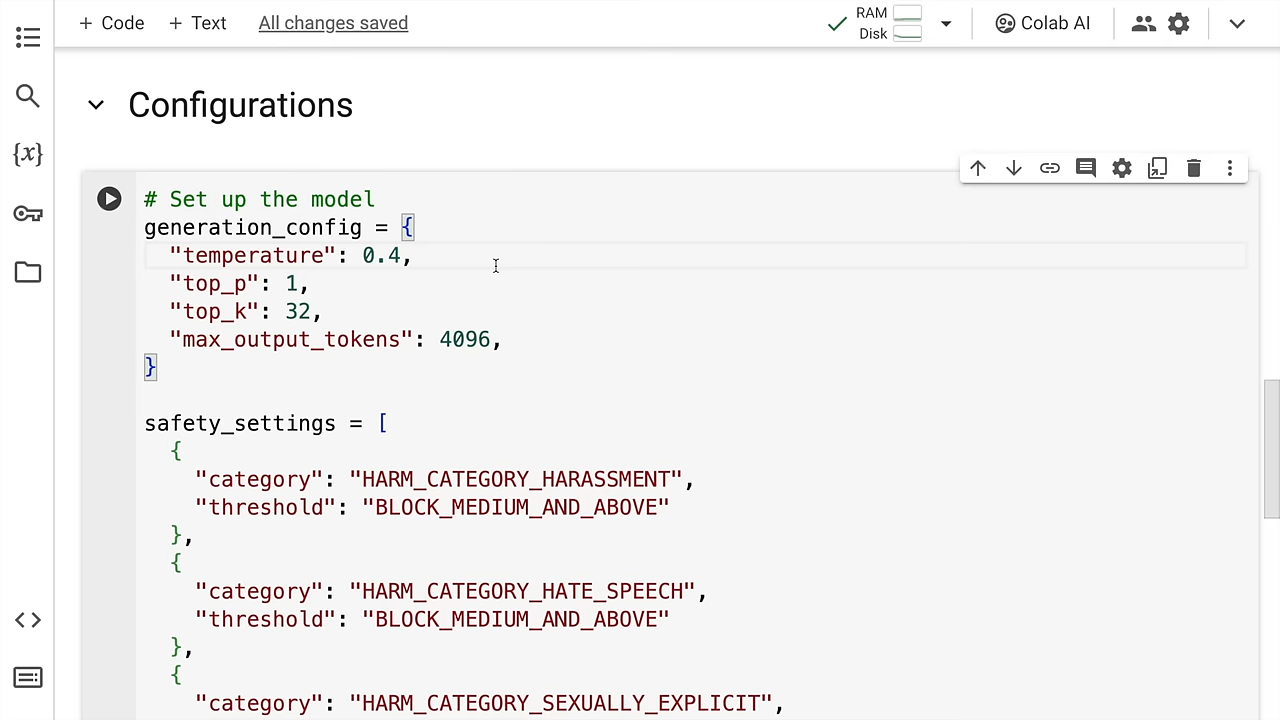 + Code + Text All changes saved RAM Disk Colab AI
{x}
Configurations
# Set up the model
generation_config = {
  "temperature": 0.4,
  "top_p": 1,
  "top_k": 32,
  "max_output_tokens": 4096,
}
safety_settings = [
  {
    "category": "HARM_CATEGORY_HARASSMENT",
    "threshold": "BLOCK_MEDIUM_AND_ABOVE"
  },
  {
    "category": "HARM_CATEGORY_HATE_SPEECH",
    "threshold": "BLOCK_MEDIUM_AND_ABOVE"
  },
  {
    "category": "HARM_CATEGORY_SEXUALLY_EXPLICIT",